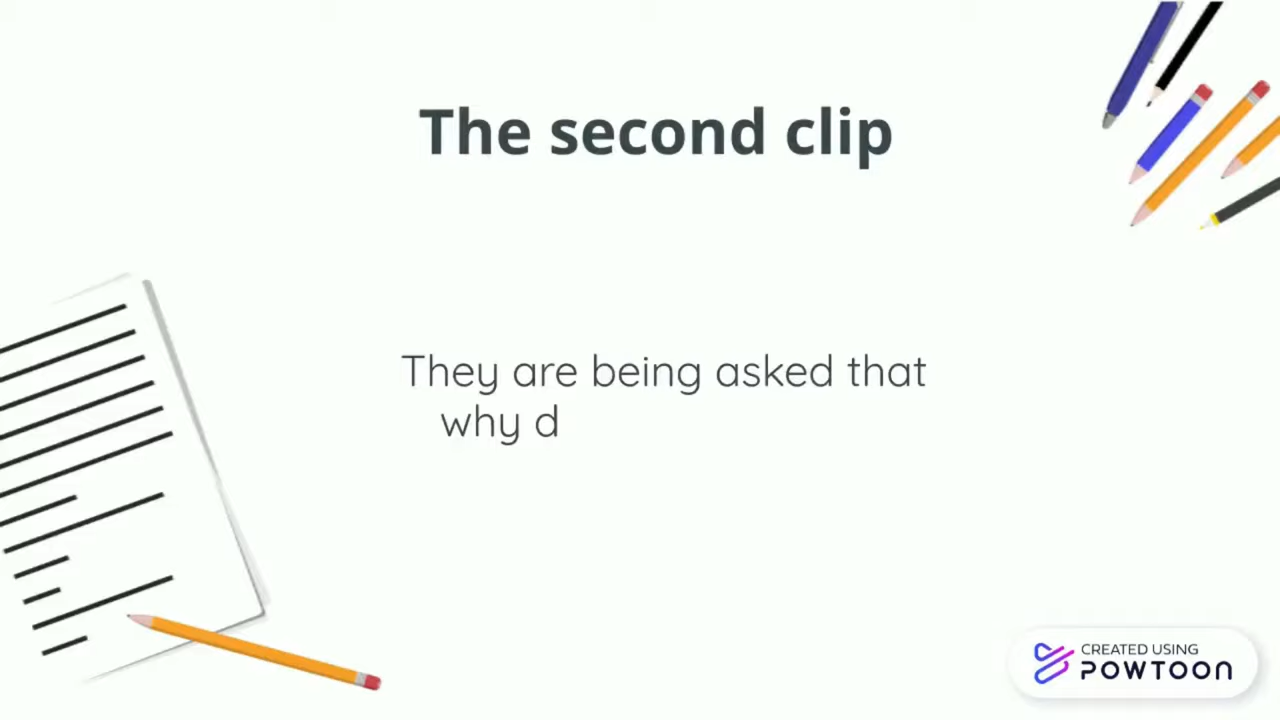 The second clip
They are being asked that
why d
CREATED USING
POWTOON